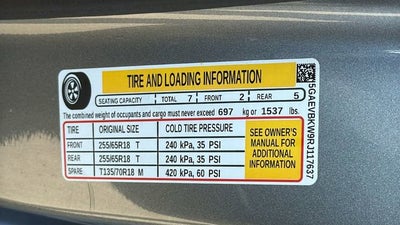 TIRE AND LOADING INFORMATION
SEATING CAPACITY TOTAL 7 FRONT 2 REAR 5
The combined weight of occupants and cargo must never exceed 697 kg or 1537 lbs.
TIRE ORIGINAL SIZE COLD TIRE PRESSURE
FRONT 255/65R18 T 240 kPa, 35 PSI
REAR 255/65R18 T 240 kPa, 35 PSI
SPARE T135/70R18 M 420 kPa, 60 PSI
SEE OWNER'S
MANUAL FOR
ADDITIONAL
INFORMATION
5GAEVBKW9RJ117637